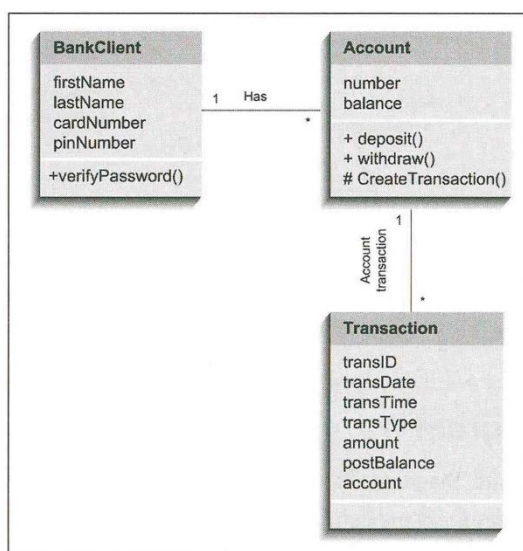 BankClient
firstName
lastName
cardNumber
pinNumber
+verifyPassword()
1 Has *
Account
number
balance
+ deposit()
+ withdraw()
# CreateTransaction()
1
Account
transaction
*
Transaction
transID
transDate
transTime
transType
amount
postBalance
account